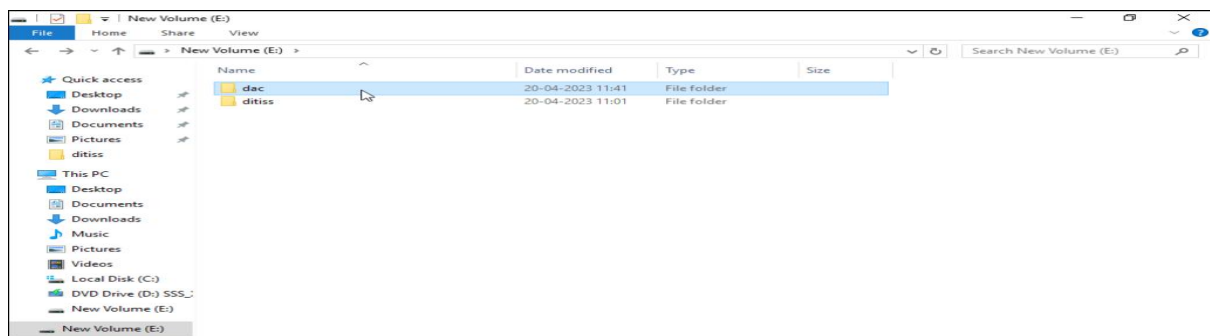 New Volume (E:)
File Home Share View
New Volume (E:) Search New Volume (E:)
Name Date modified Type Size
Quick access
Desktop
Downloads
Documents
Pictures
ditiss
This PC
Desktop
Documents
Downloads
Music
Pictures
Videos
Local Disk (C:)
DVD Drive (D:) SSS_
New Volume (E:)
New Volume (E:)
dac 20-04-2023 11:41 File folder
ditiss 20-04-2023 11:01 File folder